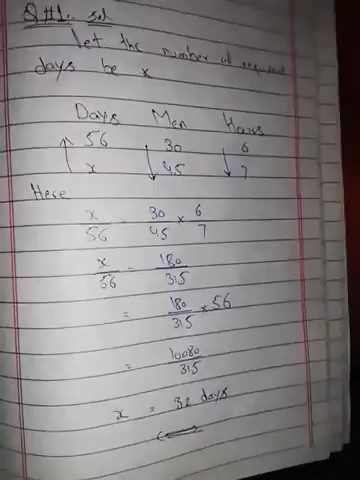 Q#1. sol
Let the number of required
days be x
Days Men Hours
56 30 6
x 45 7
Here
x/56 = 30/45 × 6/7
x/56 = 180/315
= 180/315 × 56
= 10080/315
x = 32 days